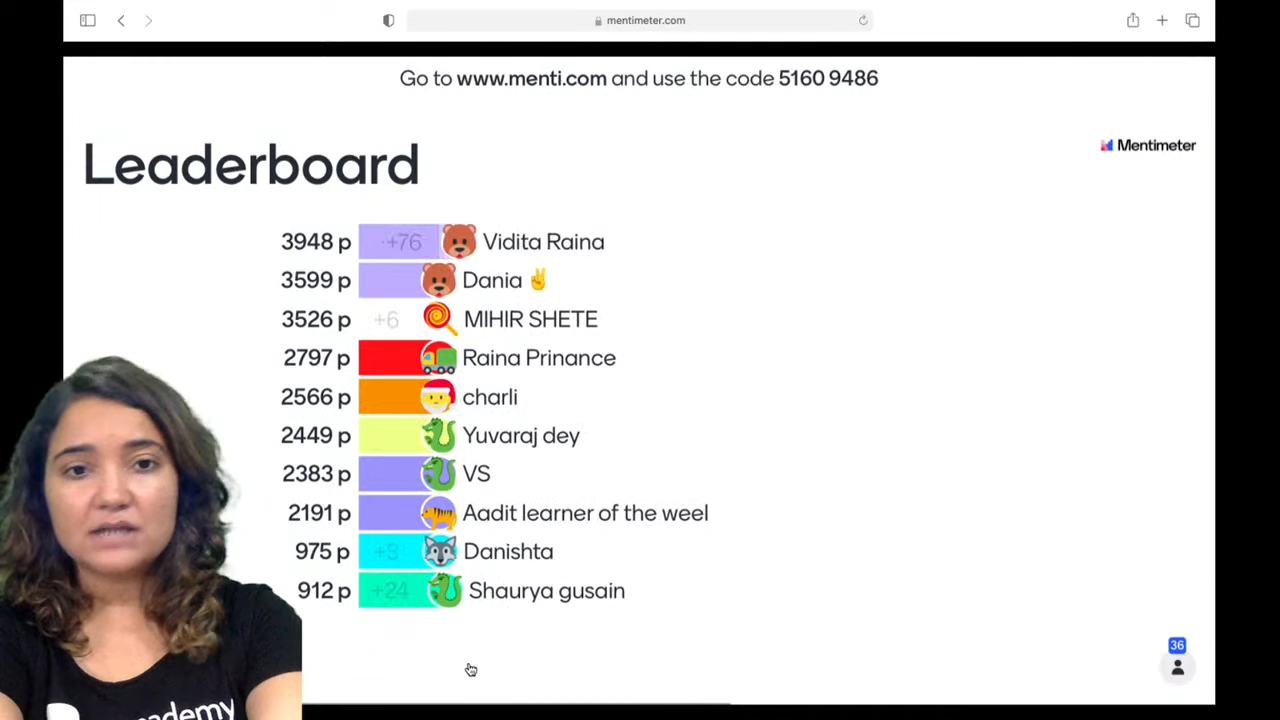 mentimeter.com
Go to www.menti.com and use the code 5160 9486
Leaderboard
Mentimeter
3948 p +76 Vidita Raina
3599 p Dania ✌️
3526 p +6 MIHIR SHETE
2797 p Raina Prinance
2566 p charli
2449 p Yuvaraj dey
2383 p VS
2191 p Aadit learner of the weel
975 p +3 Danishta
912 p +24 Shaurya gusain
36